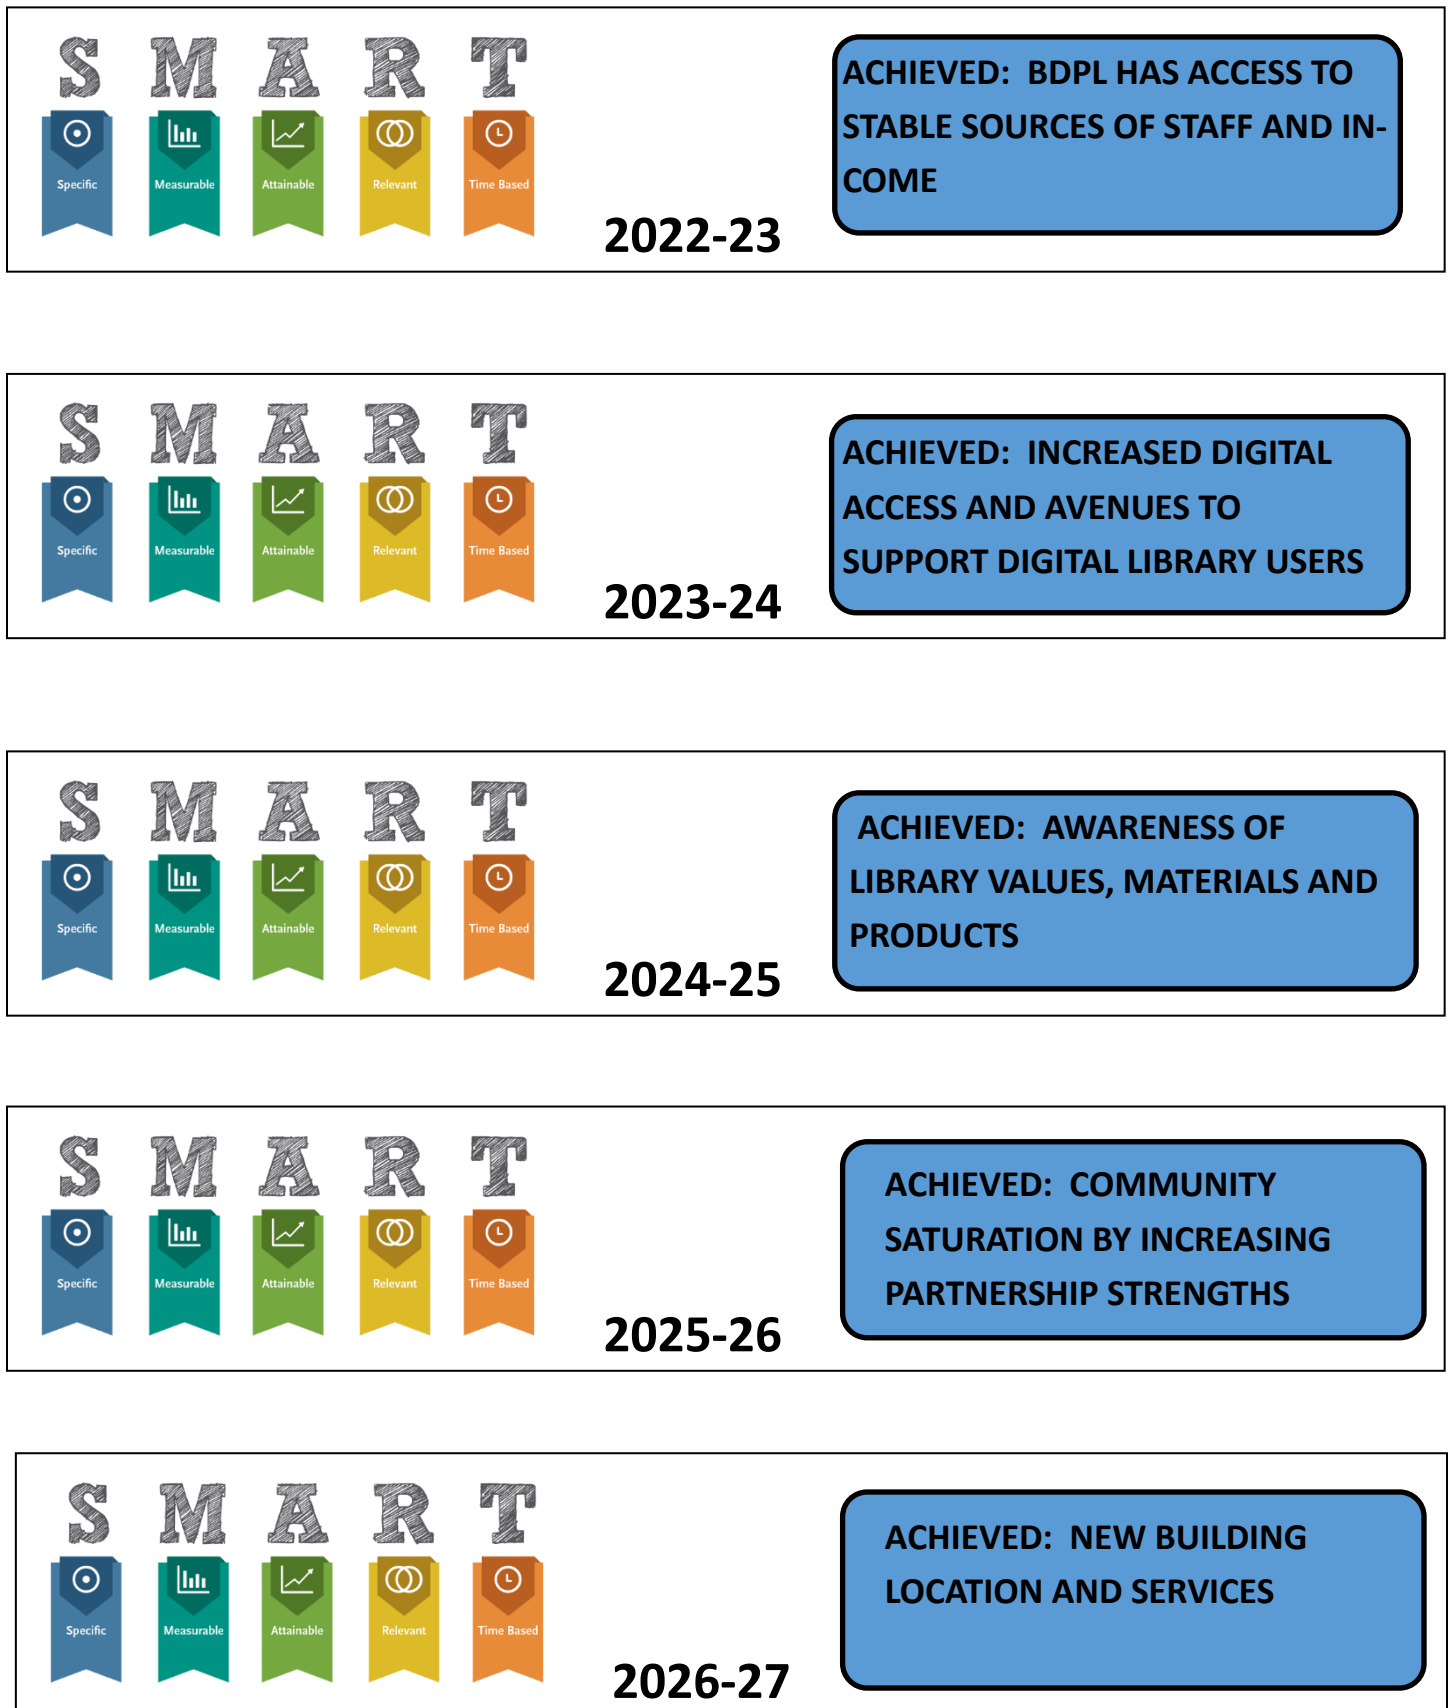 S M A R T
Specific Measurable Attainable Relevant Time Based
2022-23
ACHIEVED: BDPL HAS ACCESS TO
STABLE SOURCES OF STAFF AND IN-
COME
S M A R T
Specific Measurable Attainable Relevant Time Based
2023-24
ACHIEVED: INCREASED DIGITAL
ACCESS AND AVENUES TO
SUPPORT DIGITAL LIBRARY USERS
S M A R T
Specific Measurable Attainable Relevant Time Based
2024-25
ACHIEVED: AWARENESS OF
LIBRARY VALUES, MATERIALS AND
PRODUCTS
S M A R T
Specific Measurable Attainable Relevant Time Based
2025-26
ACHIEVED: COMMUNITY
SATURATION BY INCREASING
PARTNERSHIP STRENGTHS
S M A R T
Specific Measurable Attainable Relevant Time Based
2026-27
ACHIEVED: NEW BUILDING
LOCATION AND SERVICES